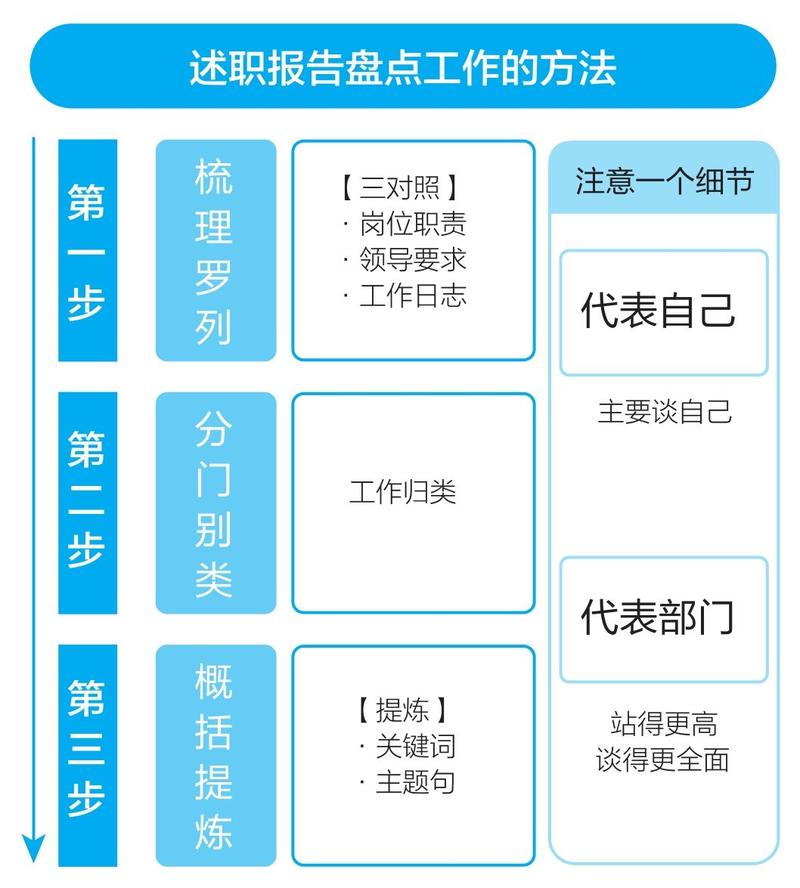 述职报告盘点工作的方法
第一步
梳理罗列
【三对照】
· 岗位职责
· 领导要求
· 工作日志
第二步
分门别类
工作归类
第三步
概括提炼
【提炼】
· 关键词
· 主题句
注意一个细节
代表自己
主要谈自己
代表部门
站得更高
谈得更全面